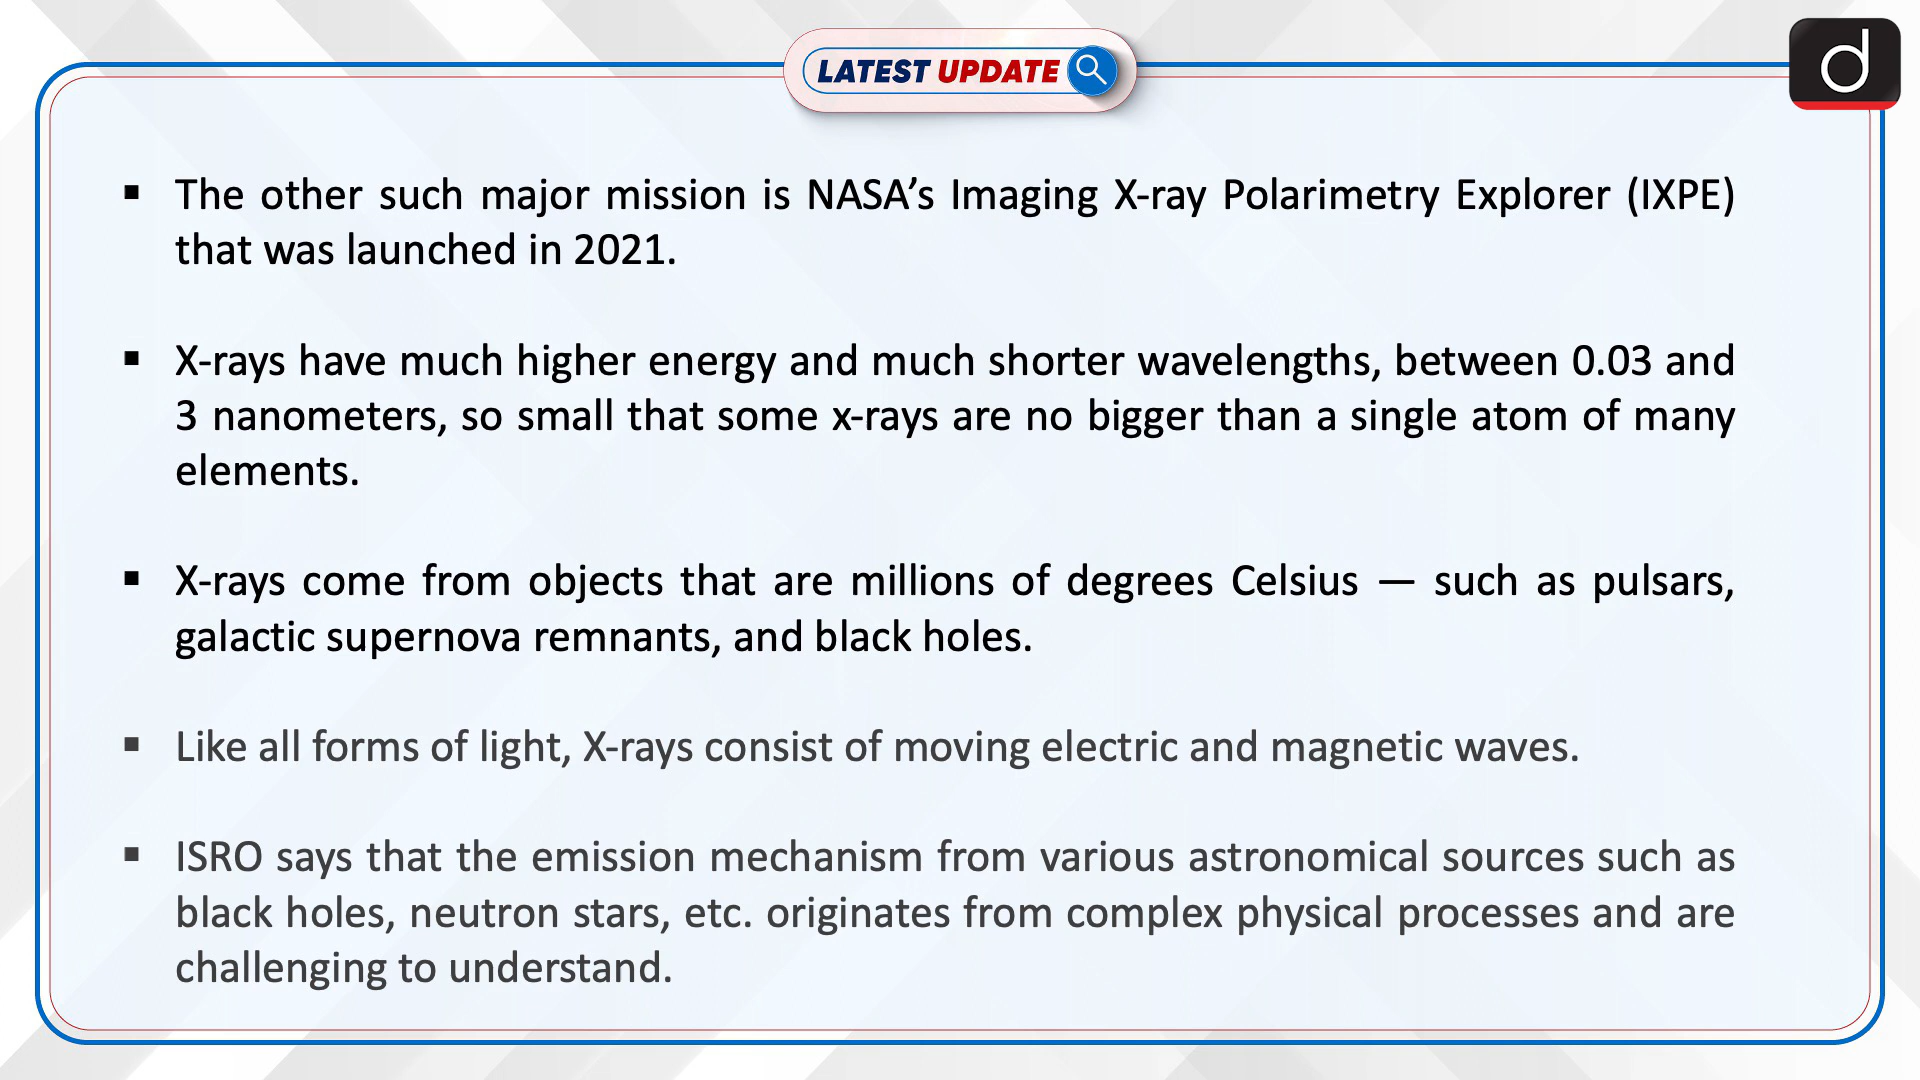 LATEST UPDATE
d
▪ The other such major mission is NASA’s Imaging X-ray Polarimetry Explorer (IXPE)
that was launched in 2021.
▪ X-rays have much higher energy and much shorter wavelengths, between 0.03 and
3 nanometers, so small that some x-rays are no bigger than a single atom of many
elements.
▪ X-rays come from objects that are millions of degrees Celsius — such as pulsars,
galactic supernova remnants, and black holes.
▪ Like all forms of light, X-rays consist of moving electric and magnetic waves.
▪ ISRO says that the emission mechanism from various astronomical sources such as
black holes, neutron stars, etc. originates from complex physical processes and are
challenging to understand.